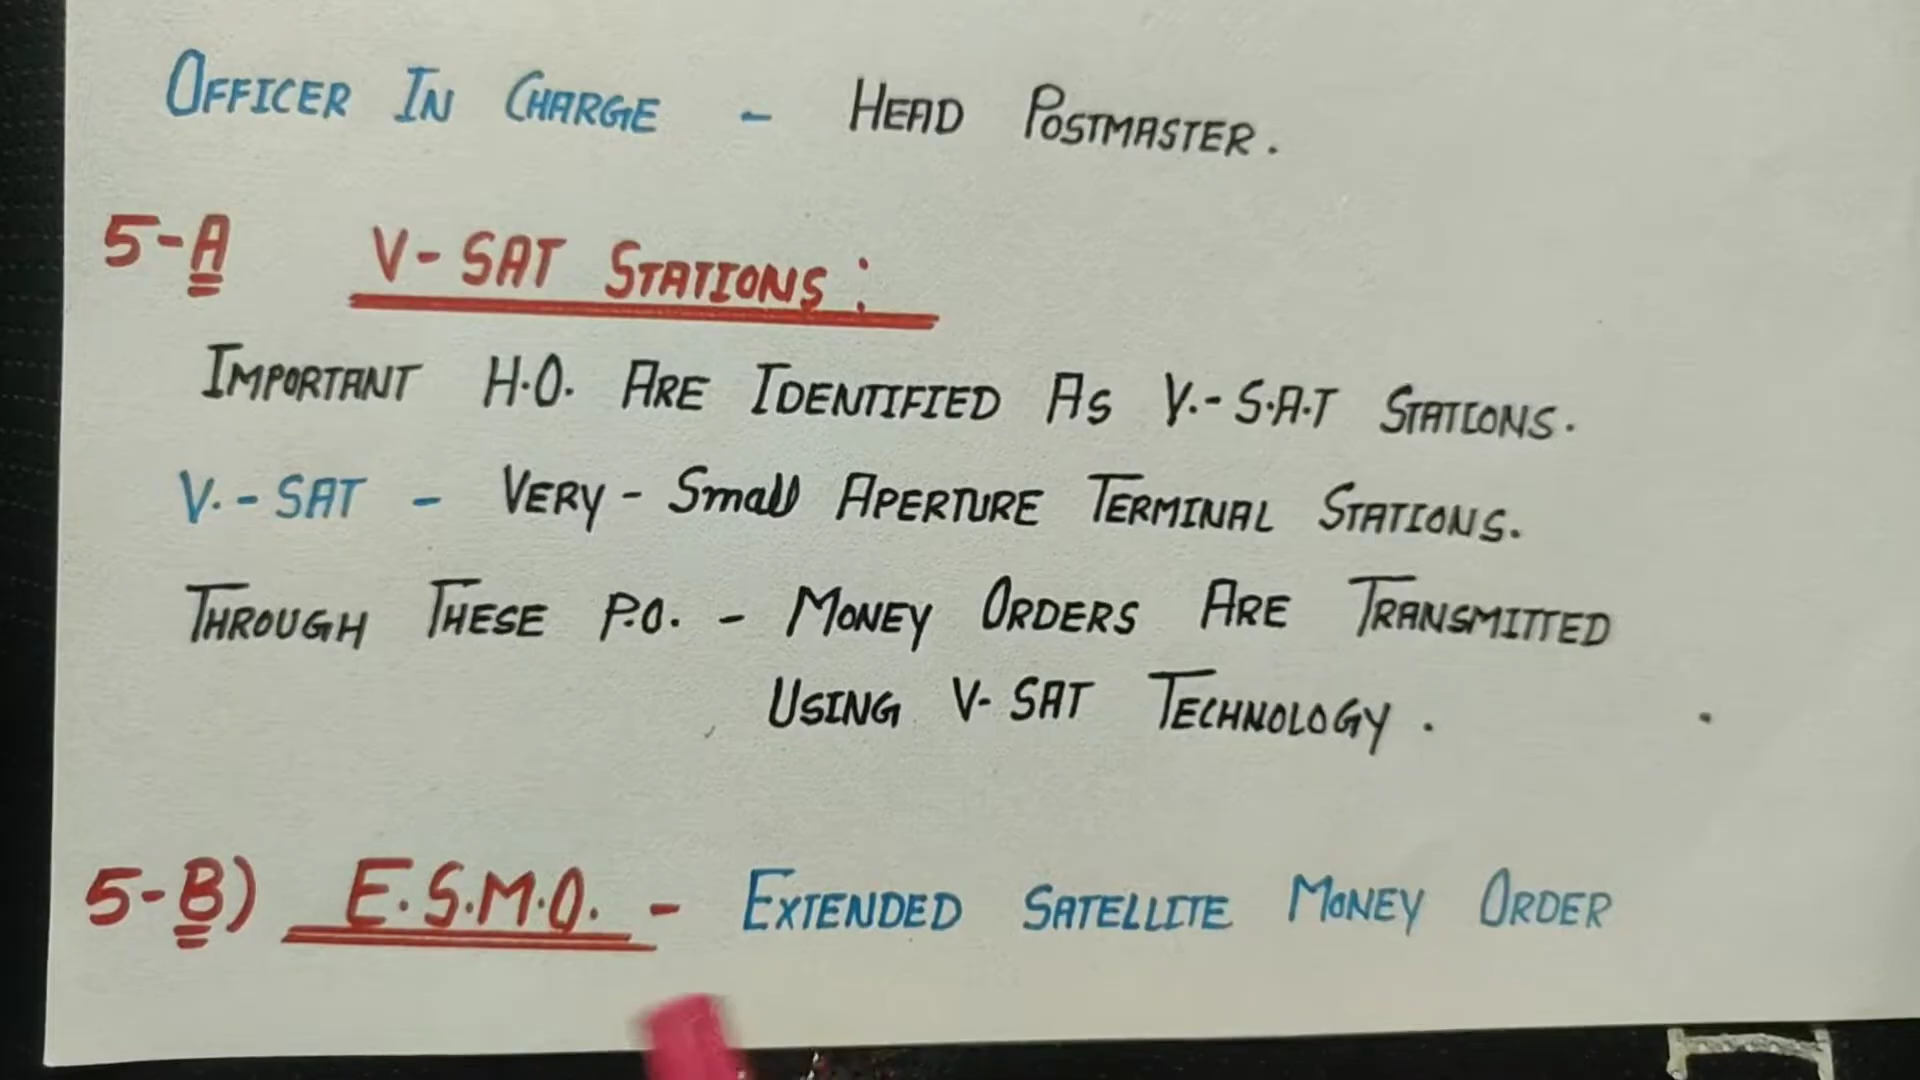 OFFICER IN CHARGE - HEAD POSTMASTER.
5-A V-SAT STATIONS:
IMPORTANT H.O. ARE IDENTIFIED AS V.-S.A.T STATIONS.
V.-SAT - VERY-Small APERTURE TERMINAL STATIONS.
THROUGH THESE P.O. - MONEY ORDERS ARE TRANSMITTED
USING V-SAT TECHNOLOGY.
5-B) E.S.M.O. - EXTENDED SATELLITE MONEY ORDER